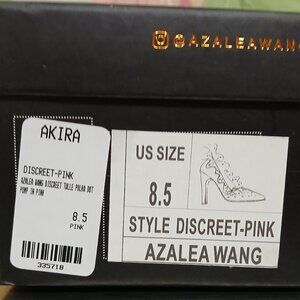 @AZALEAWANG
AKIRA
DISCREET-PINK
AZALEA WANG DISCREET TULLE POLKA DOT
PUMP IN PINK
8.5
PINK
335718
US SIZE
8.5
STYLE DISCREET-PINK
AZALEA WANG